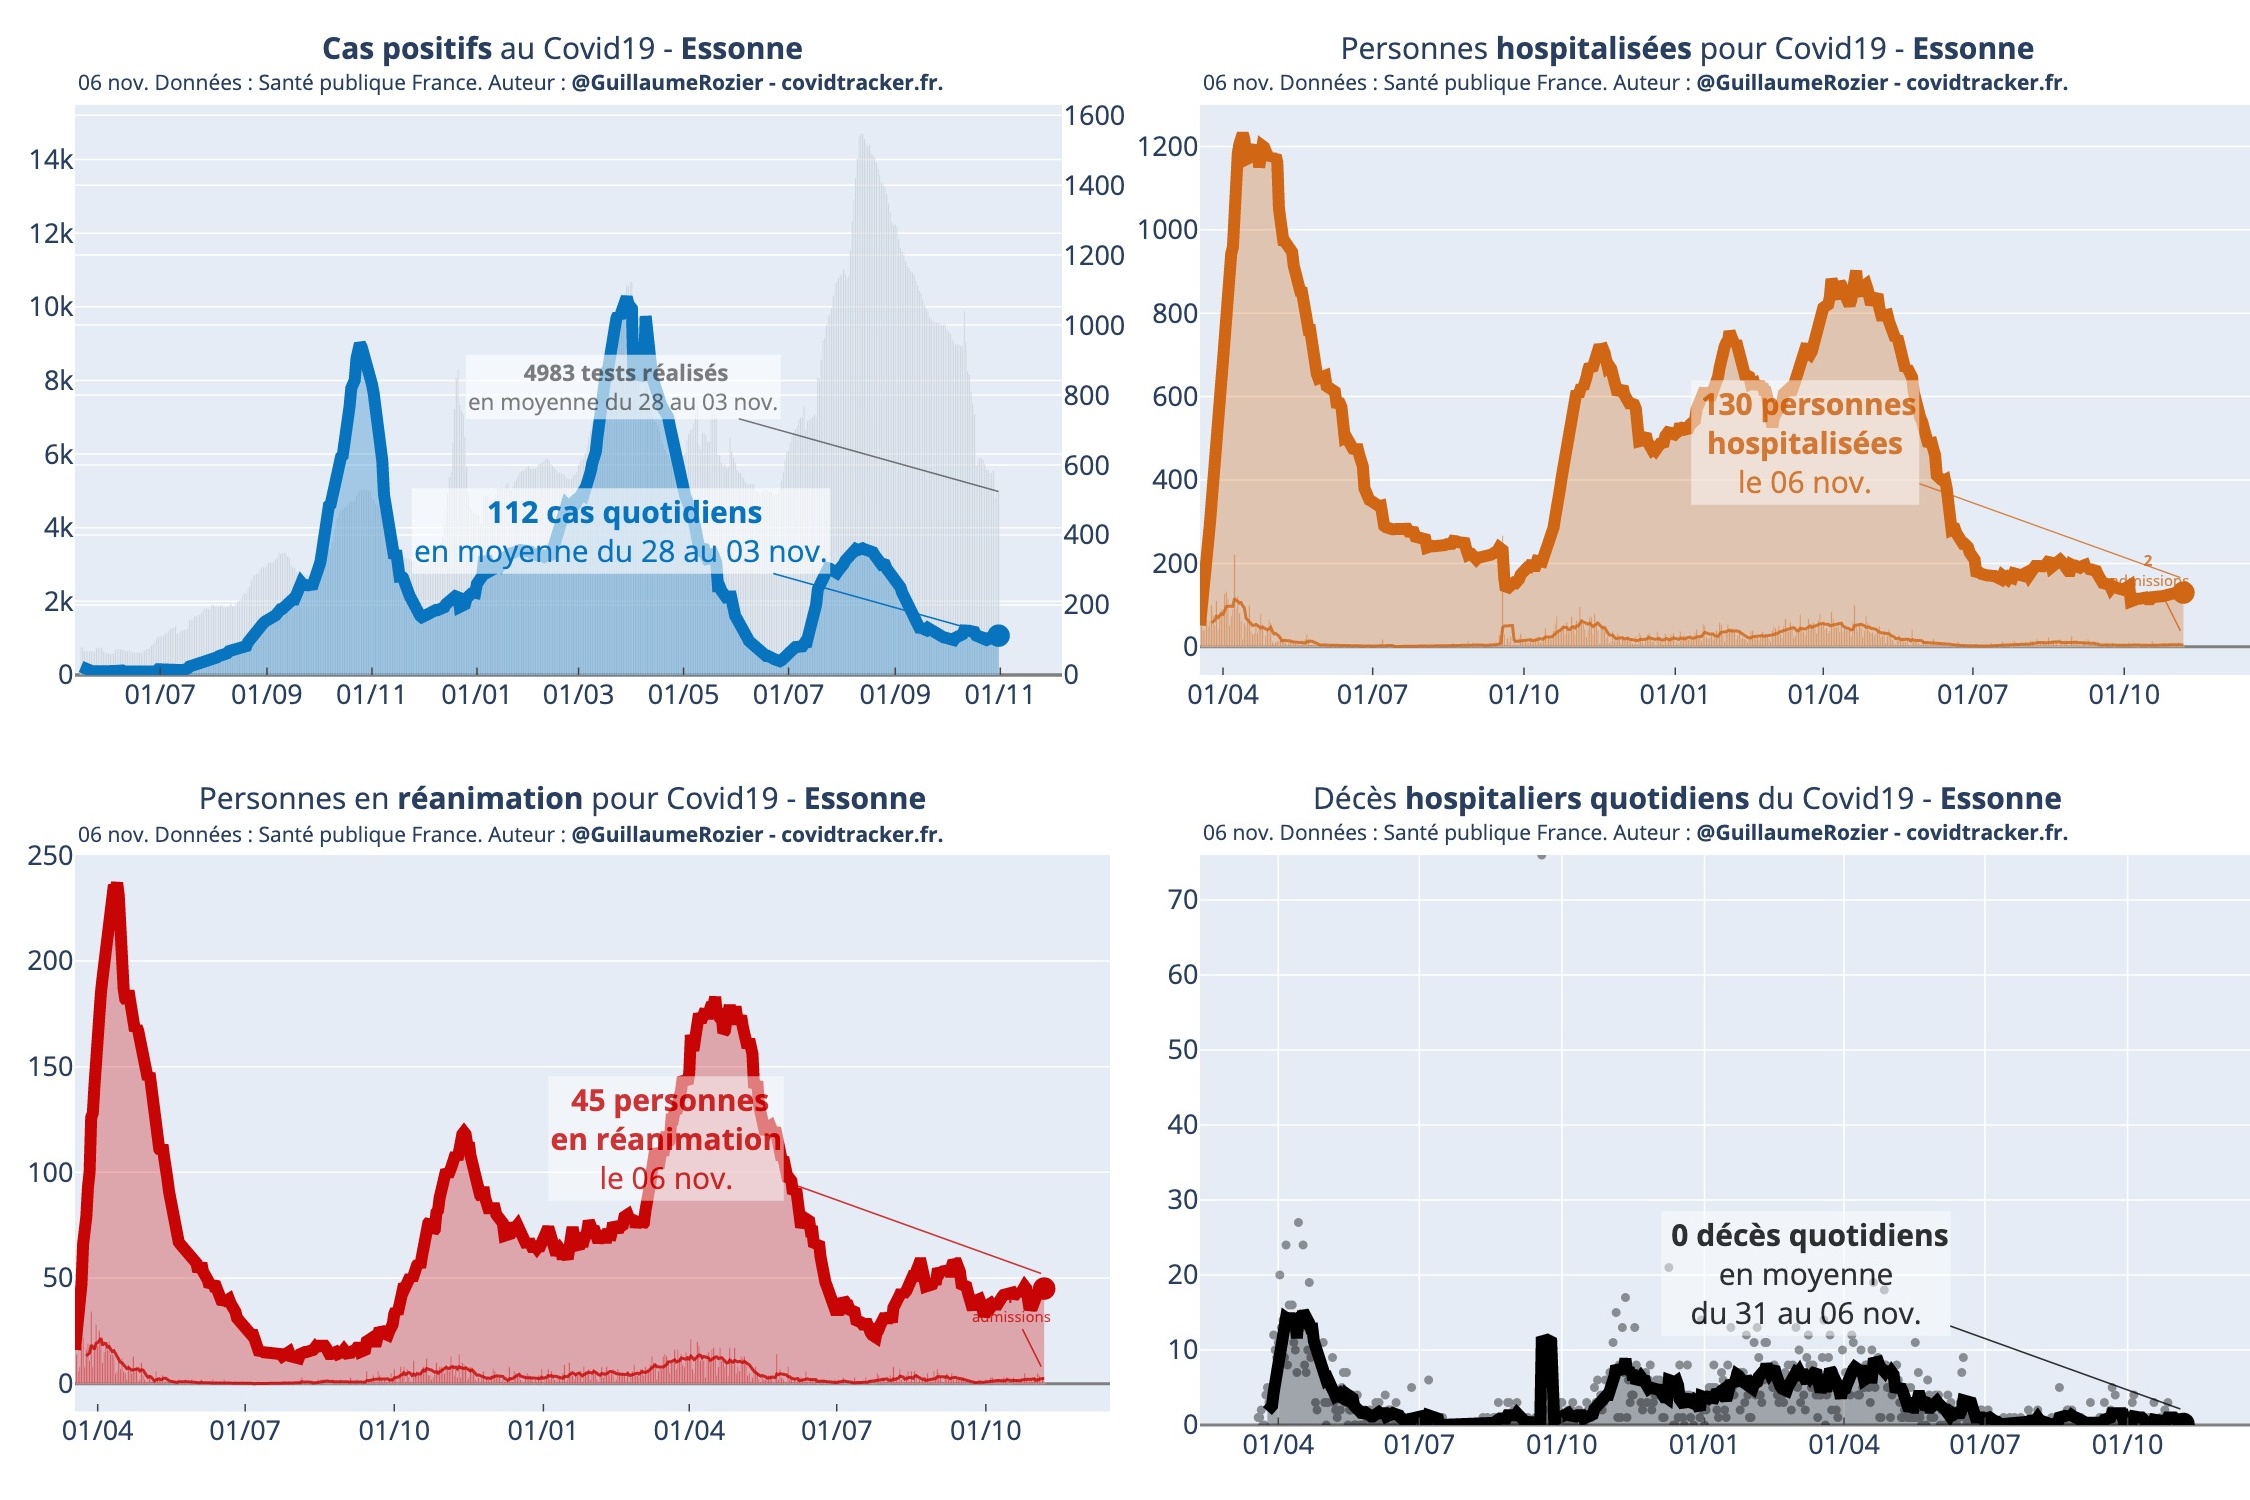 Cas positifs au Covid19 - Essonne
06 nov. Données : Santé publique France. Auteur : @GuillaumeRozier - covidtracker.fr.
14k
12k
10k
8k
6k
4k
2k
0
1600
1400
1200
1000
800
600
400
200
0
4983 tests réalisés
en moyenne du 28 au 03 nov.
112 cas quotidiens
en moyenne du 28 au 03 nov.
01/07 01/09 01/11 01/01 01/03 01/05 01/07 01/09 01/11
Personnes hospitalisées pour Covid19 - Essonne
06 nov. Données : Santé publique France. Auteur : @GuillaumeRozier - covidtracker.fr.
1200
1000
800
600
400
200
0
130 personnes
hospitalisées
le 06 nov.
2
admissions
01/04 01/07 01/10 01/01 01/04 01/07 01/10
Personnes en réanimation pour Covid19 - Essonne
06 nov. Données : Santé publique France. Auteur : @GuillaumeRozier - covidtracker.fr.
250
200
150
100
50
0
45 personnes
en réanimation
le 06 nov.
admissions
01/04 01/07 01/10 01/01 01/04 01/07 01/10
Décès hospitaliers quotidiens du Covid19 - Essonne
06 nov. Données : Santé publique France. Auteur : @GuillaumeRozier - covidtracker.fr.
70
60
50
40
30
20
10
0
0 décès quotidiens
en moyenne
du 31 au 06 nov.
01/04 01/07 01/10 01/01 01/04 01/07 01/10